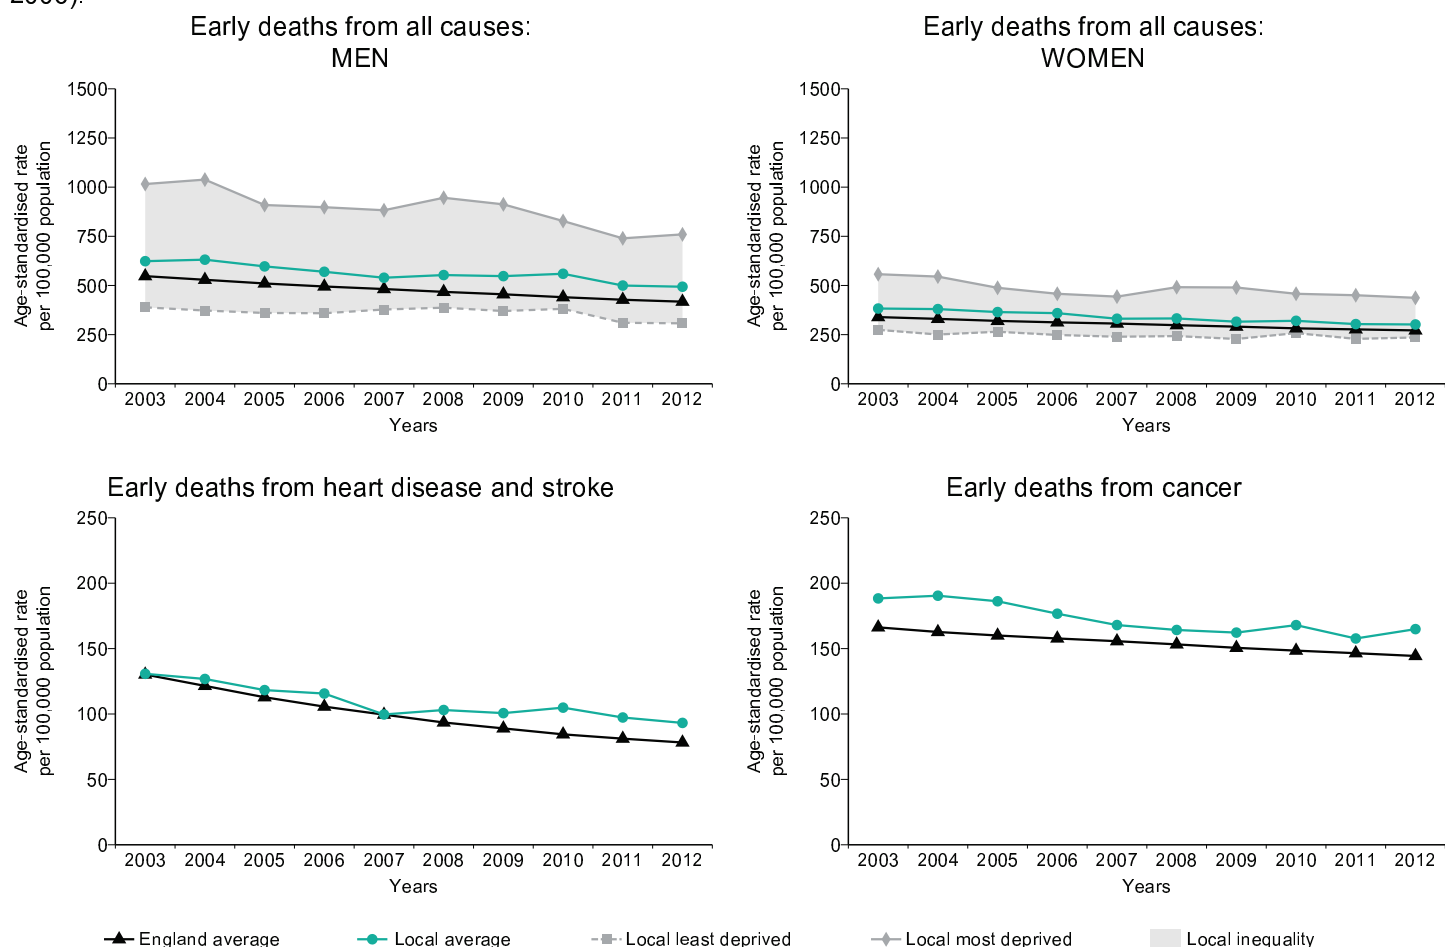 2006).
Early deaths from all causes:
MEN
Age-standardised rate
per 100,000 population
1500
1250
1000
750
500
250
0
2003 2004 2005 2006 2007 2008 2009 2010 2011 2012
Years
Early deaths from all causes:
WOMEN
Age-standardised rate
per 100,000 population
1500
1250
1000
750
500
250
0
2003 2004 2005 2006 2007 2008 2009 2010 2011 2012
Years
Early deaths from heart disease and stroke
Age-standardised rate
per 100,000 population
250
200
150
100
50
0
2003 2004 2005 2006 2007 2008 2009 2010 2011 2012
Years
Early deaths from cancer
Age-standardised rate
per 100,000 population
250
200
150
100
50
0
2003 2004 2005 2006 2007 2008 2009 2010 2011 2012
Years
England average Local average Local least deprived Local most deprived Local inequality